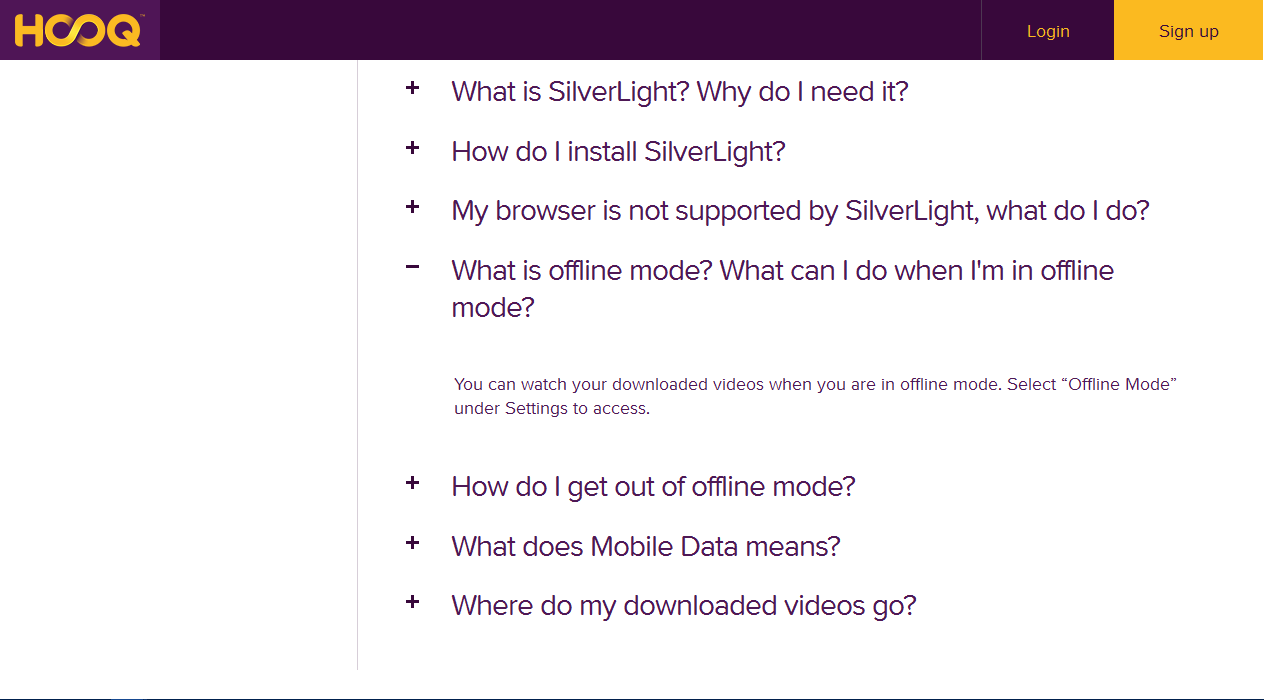 HOOQ™
Login
Sign up
+ What is SilverLight? Why do I need it?
+ How do I install SilverLight?
+ My browser is not supported by SilverLight, what do I do?
– What is offline mode? What can I do when I'm in offline
mode?
You can watch your downloaded videos when you are in offline mode. Select “Offline Mode”
under Settings to access.
+ How do I get out of offline mode?
+ What does Mobile Data means?
+ Where do my downloaded videos go?